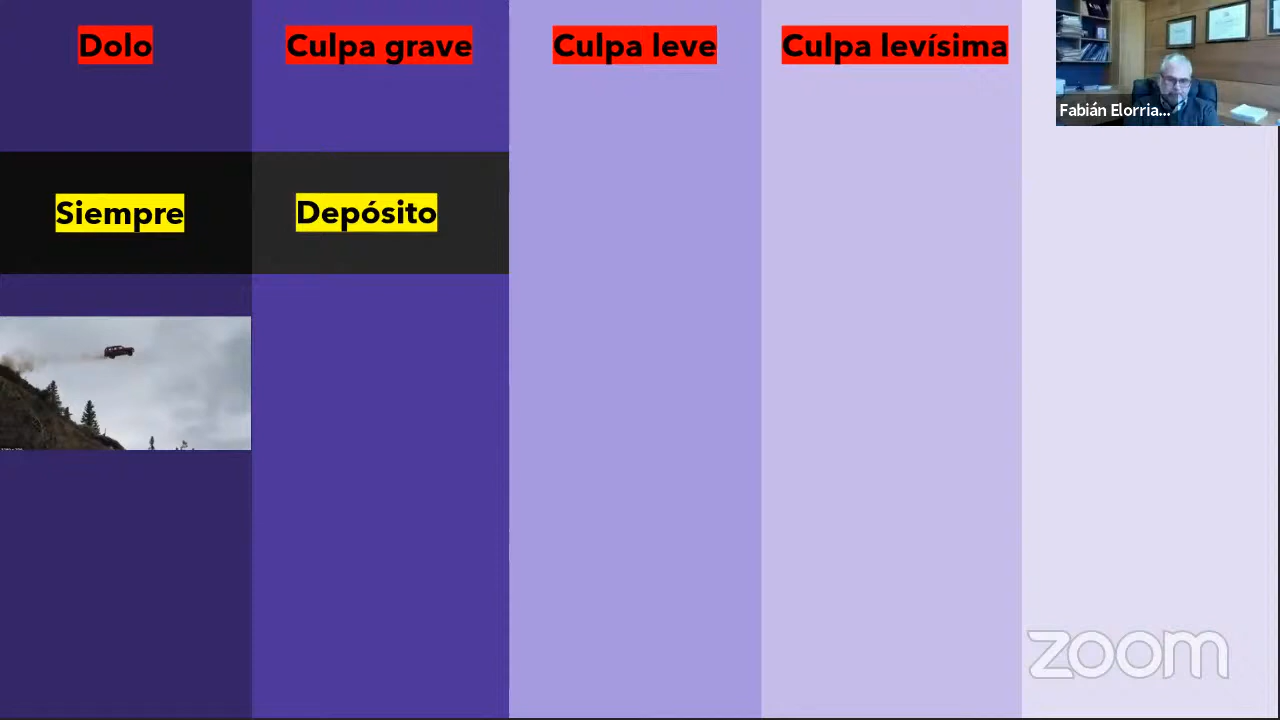 Dolo
Culpa grave
Culpa leve
Culpa levísima
Fabián Elorria...
Siempre
Depósito
zoom